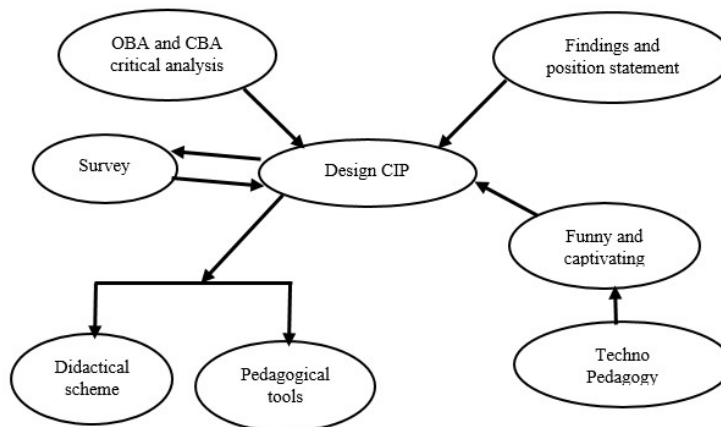 OBA and CBA
critical analysis
Findings and
position statement
Survey
Design CIP
Funny and
captivating
Didactical
scheme
Pedagogical
tools
Techno
Pedagogy